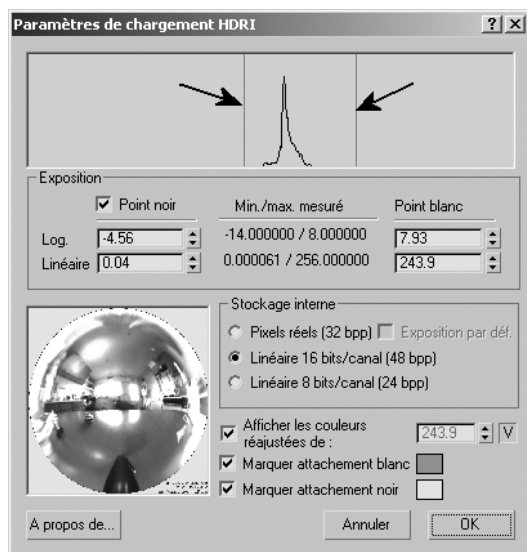 Paramètres de chargement HDRI
Exposition
Point noir Min./max. mesuré Point blanc
Log. -4.56 -14.000000 / 8.000000 7.93
Linéaire 0.04 0.000061 / 256.000000 243.9
Stockage interne
Pixels réels (32 bpp) Exposition par déf.
Linéaire 16 bits/canal (48 bpp)
Linéaire 8 bits/canal (24 bpp)
Afficher les couleurs réajustées de : 243.9 V
Marquer attachement blanc
Marquer attachement noir
A propos de... Annuler OK